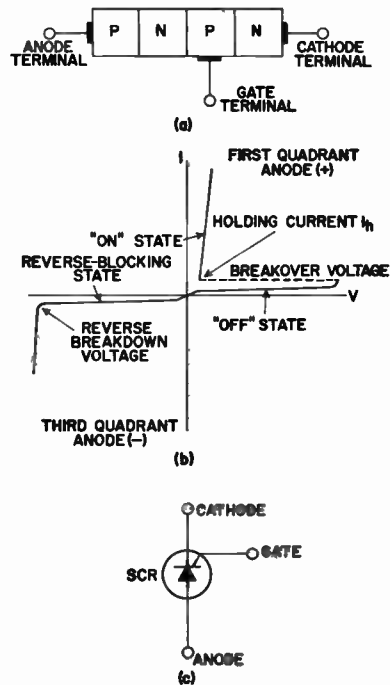 P N P N
ANODE
TERMINAL
CATHODE
TERMINAL
GATE
TERMINAL
(a)
I
FIRST QUADRANT
ANODE (+)
HOLDING CURRENT Ih
"ON" STATE
REVERSE-BLOCKING
STATE
BREAKOVER VOLTAGE
V
"OFF" STATE
REVERSE
BREAKDOWN
VOLTAGE
THIRD QUADRANT
ANODE (-)
(b)
CATHODE
GATE
SCR
ANODE
(c)